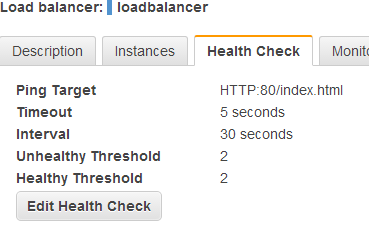 Load balancer: loadbalancer
Description Instances Health Check
Ping Target HTTP:80/index.html
Timeout 5 seconds
Interval 30 seconds
Unhealthy Threshold 2
Healthy Threshold 2
Edit Health Check